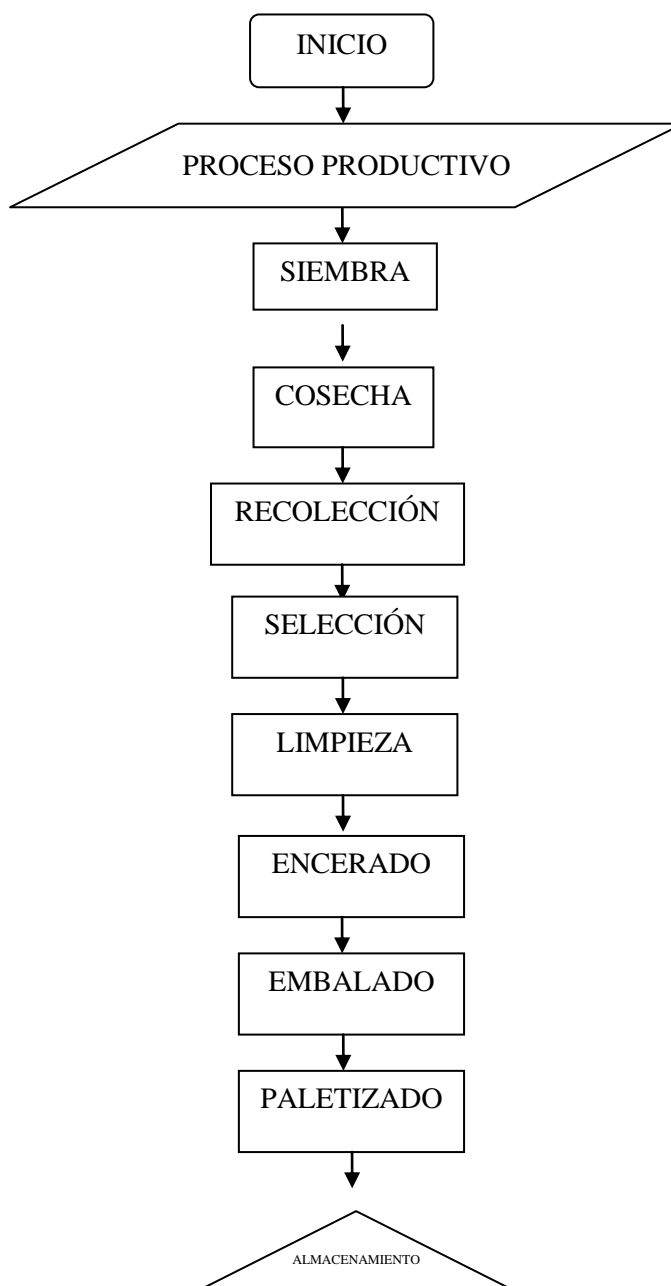 INICIO
PROCESO PRODUCTIVO
SIEMBRA
COSECHA
RECOLECCIÓN
SELECCIÓN
LIMPIEZA
ENCERADO
EMBALADO
PALETIZADO
ALMACENAMIENTO